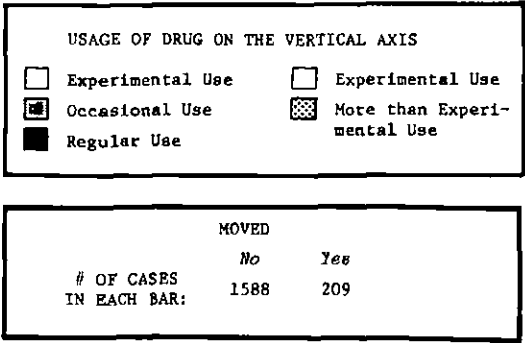 USAGE OF DRUG ON THE VERTICAL AXIS
Experimental Use Experimental Use
Occasional Use More than Experi-
Regular Use mental Use
MOVED
No Yes
# OF CASES
IN EACH BAR: 1588 209